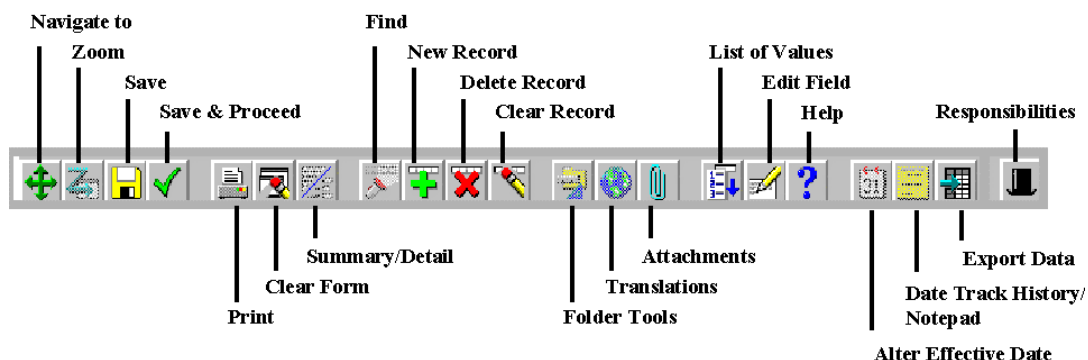 Navigate to
Zoom
Save
Save & Proceed
Find
New Record
Delete Record
Clear Record
List of Values
Edit Field
Help
Responsibilities
31
?
Summary/Detail
Clear Form
Print
Attachments
Translations
Folder Tools
Export Data
Date Track History/
Notepad
Alter Effective Date